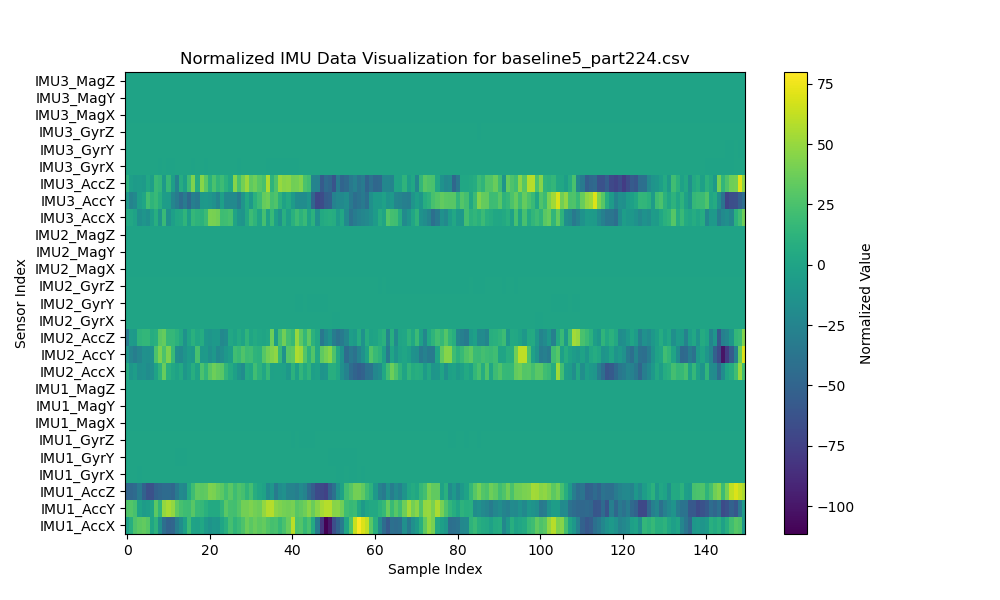 Normalized IMU Data Visualization for baseline5_part224.csv
IMU3_MagZ
IMU3_MagY
IMU3_MagX
IMU3_GyrZ
IMU3_GyrY
IMU3_GyrX
IMU3_AccZ
IMU3_AccY
IMU3_AccX
IMU2_MagZ
IMU2_MagY
IMU2_MagX
IMU2_GyrZ
IMU2_GyrY
IMU2_GyrX
IMU2_AccZ
IMU2_AccY
IMU2_AccX
IMU1_MagZ
IMU1_MagY
IMU1_MagX
IMU1_GyrZ
IMU1_GyrY
IMU1_GyrX
IMU1_AccZ
IMU1_AccY
IMU1_AccX
Sensor Index
0 20 40 60 80 100 120 140
Sample Index
75
50
25
0
−25
−50
−75
−100
Normalized Value